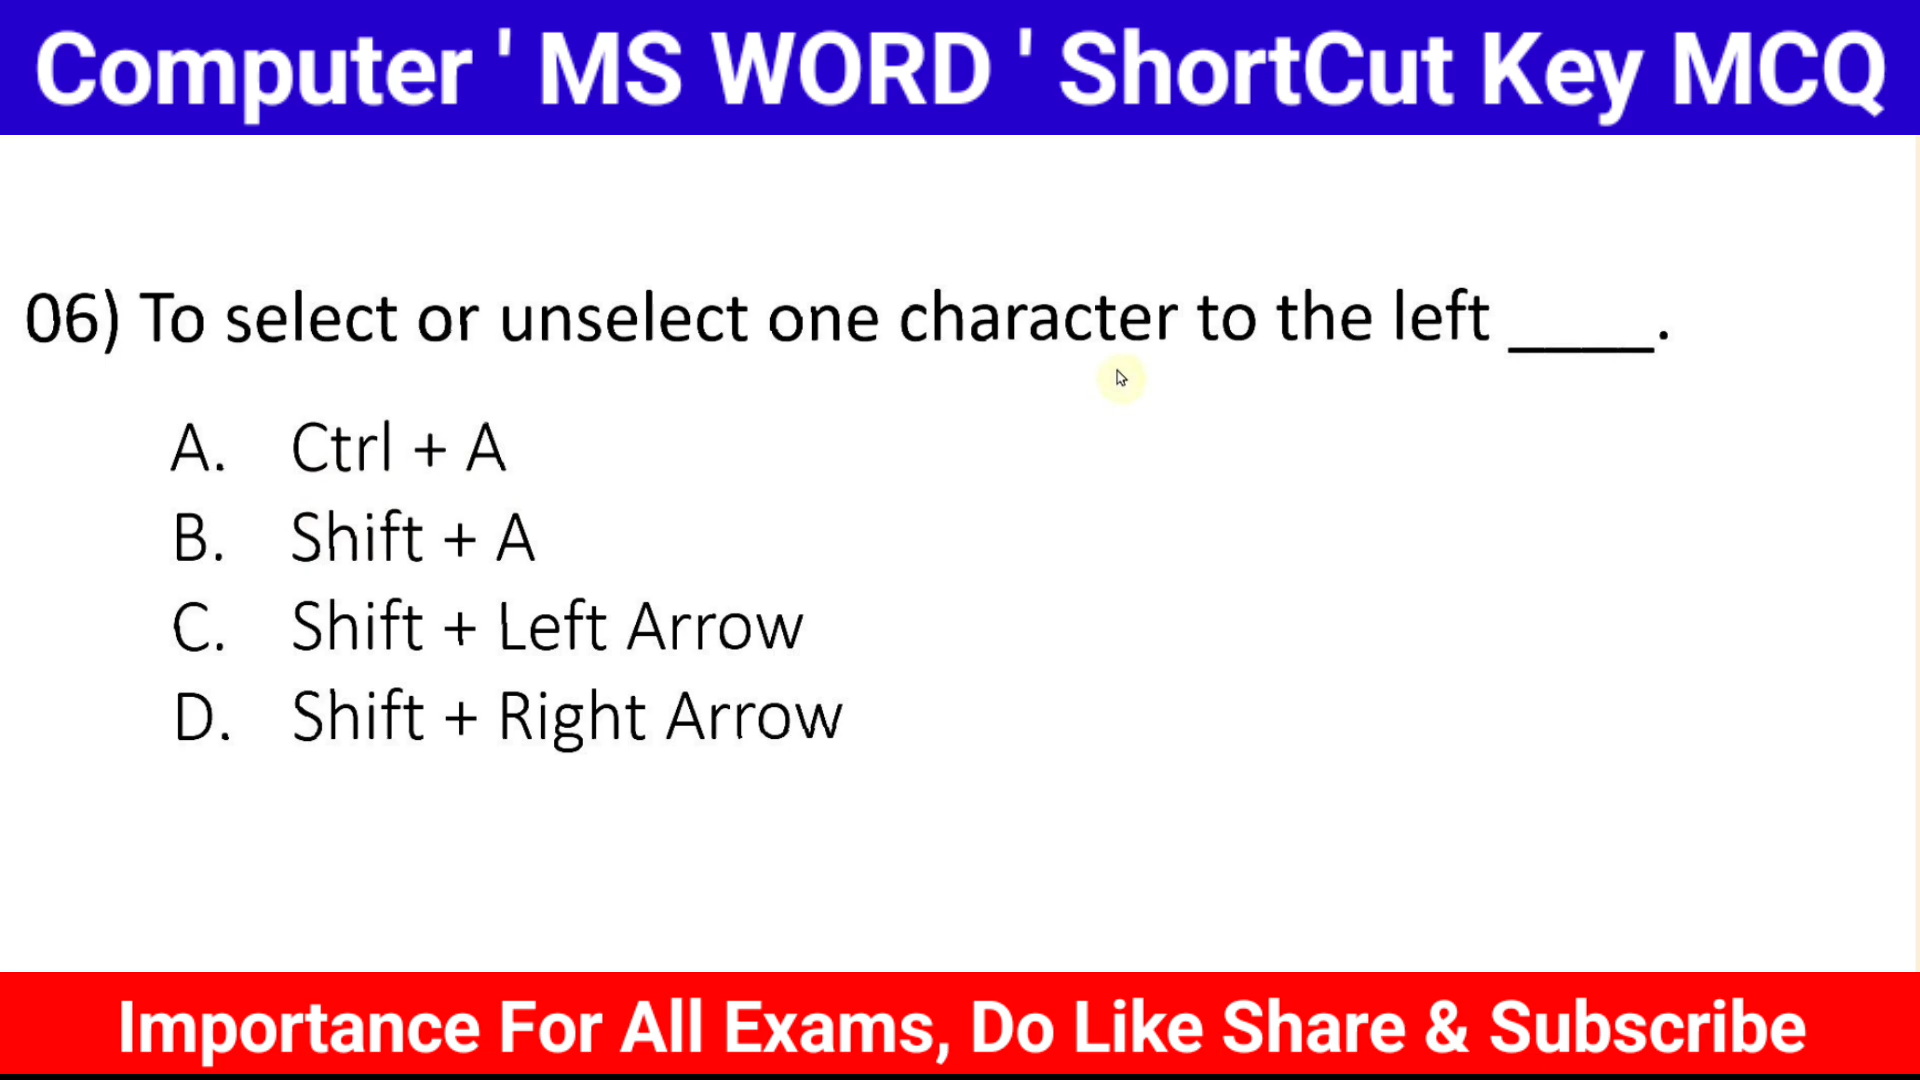 Computer ' MS WORD ' ShortCut Key MCQ
06) To select or unselect one character to the left ____.
A. Ctrl + A
B. Shift + A
C. Shift + Left Arrow
D. Shift + Right Arrow
Importance For All Exams, Do Like Share & Subscribe